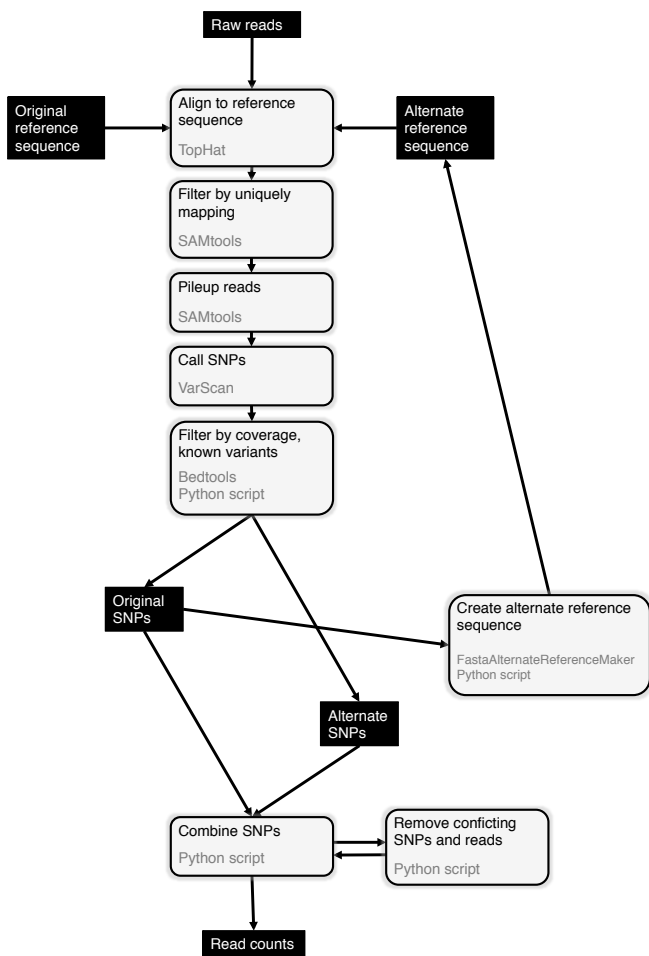 Raw reads
Original
reference
sequence
Align to reference
sequence
TopHat
Alternate
reference
sequence
Filter by uniquely
mapping
SAMtools
Pileup reads
SAMtools
Call SNPs
VarScan
Filter by coverage,
known variants
Bedtools
Python script
Original
SNPs
Create alternate reference
sequence
FastaAlternateReferenceMaker
Python script
Alternate
SNPs
Combine SNPs
Python script
Remove conficting
SNPs and reads
Python script
Read counts